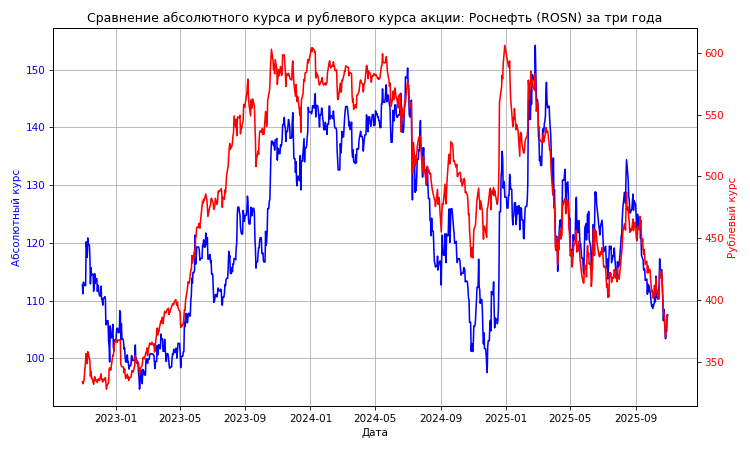 Сравнение абсолютного курса и рублевого курса акции: Роснефть (ROSN) за три года
Абсолютный курс
150
140
130
120
110
100
600
550
500
450
400
350
Рублевый курс
2023-01 2023-05 2023-09 2024-01 2024-05 2024-09 2025-01 2025-05 2025-09
Дата